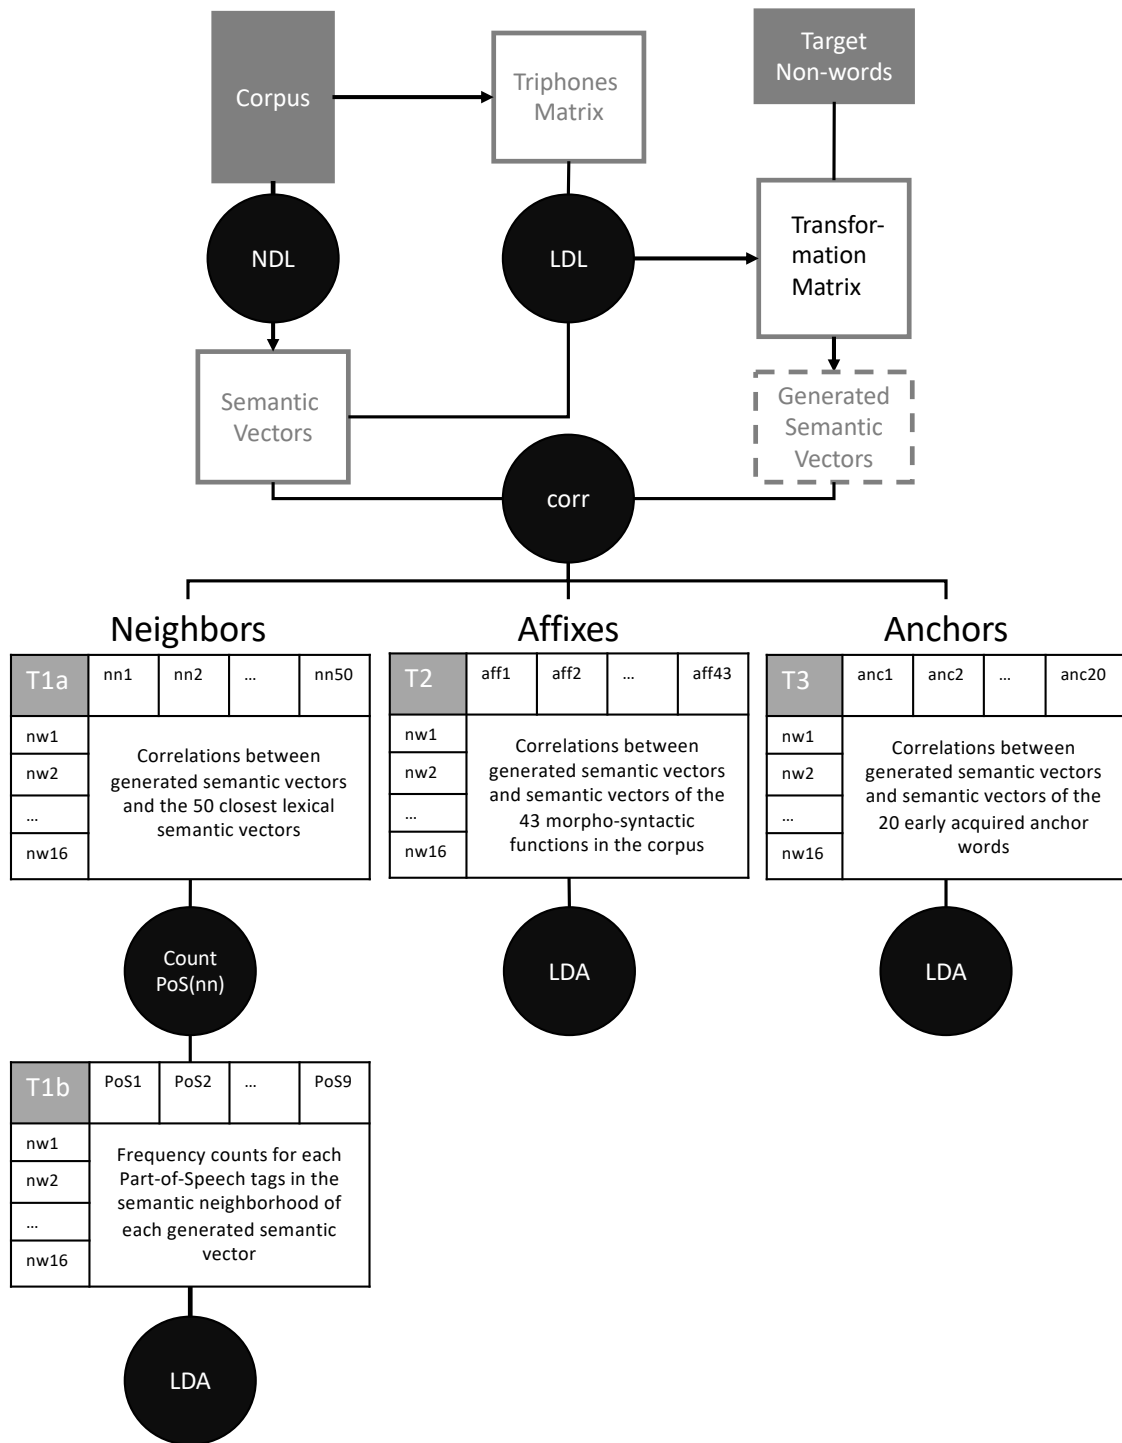 Corpus
Triphones
Matrix
Target
Non-words
NDL
LDL
Transfor-
mation
Matrix
Semantic
Vectors
Generated
Semantic
Vectors
corr
Neighbors
T1a nn1 nn2 ... nn50
nw1
nw2
...
nw16
Correlations between
generated semantic vectors
and the 50 closest lexical
semantic vectors
Count
PoS(nn)
T1b PoS1 PoS2 ... PoS9
nw1
nw2
...
nw16
Frequency counts for each
Part-of-Speech tags in the
semantic neighborhood of
each generated semantic
vector
LDA
Affixes
T2 aff1 aff2 ... aff43
nw1
nw2
...
nw16
Correlations between
generated semantic vectors
and semantic vectors of the
43 morpho-syntactic
functions in the corpus
LDA
Anchors
T3 anc1 anc2 ... anc20
nw1
nw2
...
nw16
Correlations between
generated semantic vectors
and semantic vectors of the
20 early acquired anchor
words
LDA